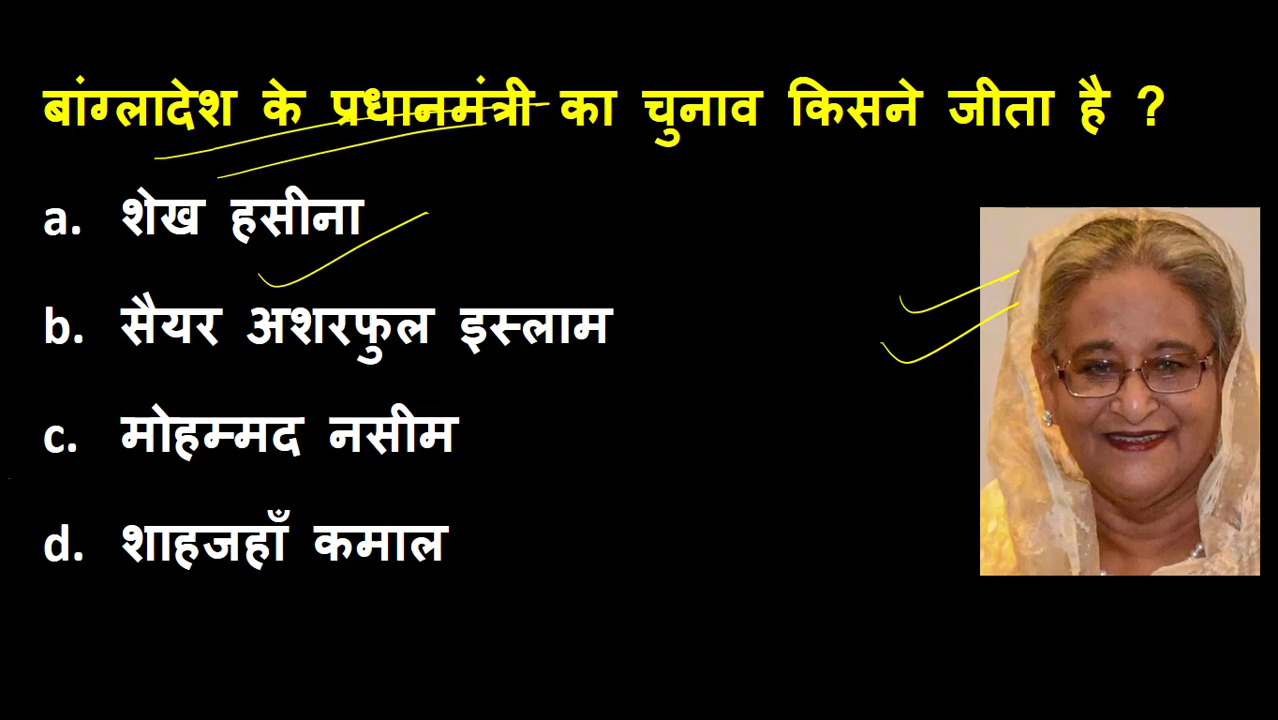 बांग्लादेश के प्रधानमंत्री का चुनाव किसने जीता है ?
a. शेख हसीना
b. सैयर अशरफुल इस्लाम
c. मोहम्मद नसीम
d. शाहजहाँ कमाल